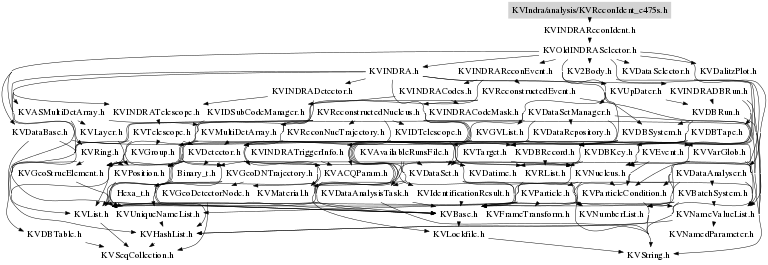 KVIndra/analysis/KVReconIdent_c475s.h
KVINDRAReconIdent.h
KVOldINDRASelector.h
KVINDRA.h KVINDRAReconEvent.h KV2Body.h KVDataSelector.h KVDalitzPlot.h
KVINDRADetector.h KVINDRACodes.h KVReconstructedEvent.h KVUpDater.h KVINDRADBRun.h
KVASMultiDetArray.h KVINDRATelescope.h KVIDSubCodeManager.h KVReconstructedNucleus.h KVINDRACodeMask.h KVDataSetManager.h KVDBRun.h
KVDataBase.h KVLayer.h KVTelescope.h KVMultiDetArray.h KVReconNucTrajectory.h KVIDTelescope.h KVGVList.h KVDataRepository.h KVDBSystem.h KVDBTape.h
KVRing.h KVGroup.h KVDetector.h KVINDRATriggerInfo.h KVAvailableRunsFile.h KVTarget.h KVDBRecord.h KVDBKey.h KVEvent.h KVVarGlob.h
KVGeoStrucElement.h KVPosition.h Binary_t.h KVGeoDNTrajectory.h KVACQParam.h KVDataSet.h KVDatime.h KVRList.h KVNucleus.h KVDataAnalyser.h
Hexa_t.h KVGeoDetectorNode.h KVMaterial.h KVDataAnalysisTask.h KVIdentificationResult.h KVParticle.h KVParticleCondition.h KVBatchSystem.h
KVList.h KVUniqueNameList.h KVBase.h KVFrameTransform.h KVNumberList.h KVNameValueList.h
KVDBTable.h KVHashList.h KVLockfile.h KVNamedParameter.h
KVSeqCollection.h KVString.h